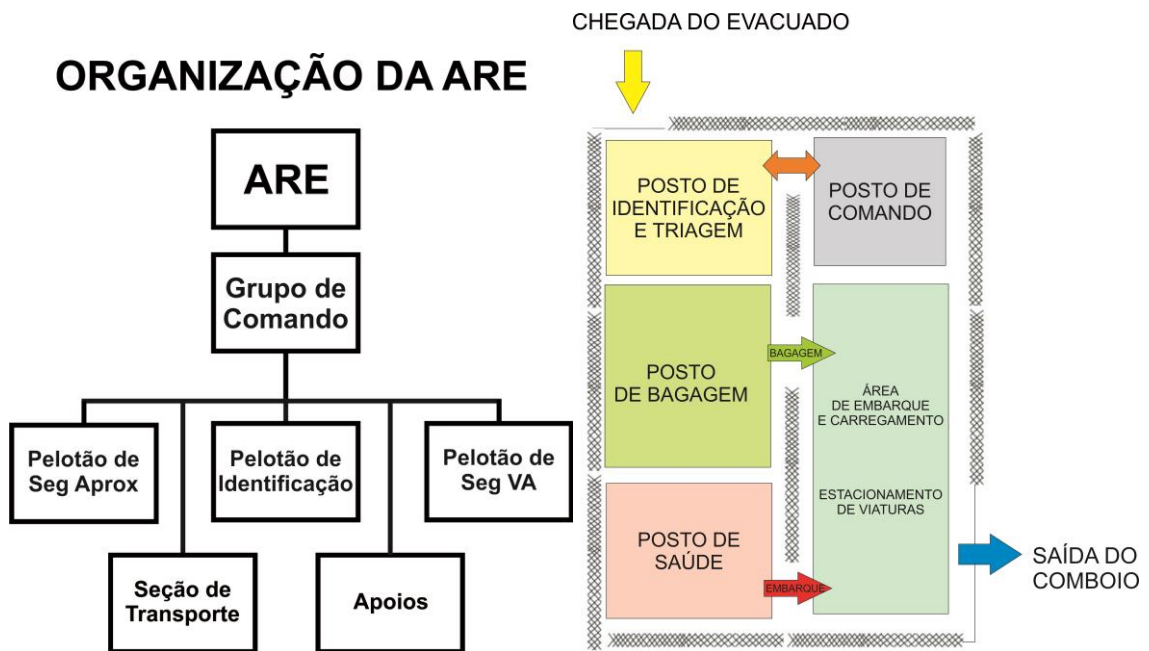 ORGANIZAÇÃO DA ARE
ARE
Grupo de
Comando
Pelotão de
Seg Aprox
Pelotão de
Identificação
Pelotão de
Seg VA
Seção de
Transporte
Apoios
CHEGADA DO EVACUADO
POSTO DE
IDENTIFICAÇÃO
E TRIAGEM
POSTO DE
COMANDO
POSTO
DE BAGAGEM
BAGAGEM
ÁREA
DE EMBARQUE
E CARREGAMENTO
ESTACIONAMENTO
DE VIATURAS
POSTO DE
SAÚDE
EMBARQUE
SAÍDA DO
COMBOIO